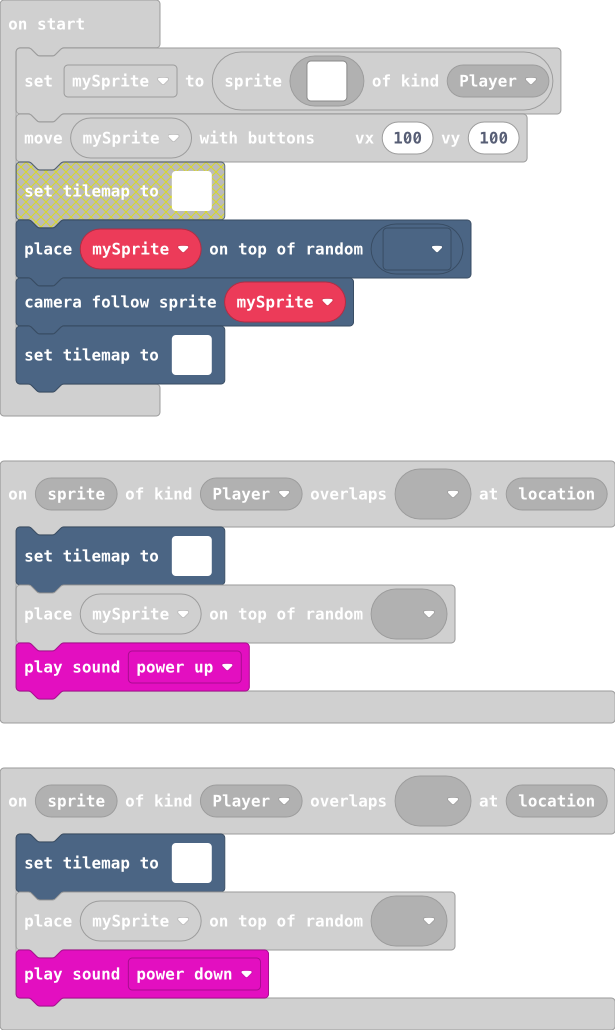 on start
set mySprite to sprite of kind Player
move mySprite with buttons vx 100 vy 100
set tilemap to
place mySprite on top of random
camera follow sprite mySprite
set tilemap to
on sprite of kind Player overlaps at location
set tilemap to
place mySprite on top of random
play sound power up
on sprite of kind Player overlaps at location
set tilemap to
place mySprite on top of random
play sound power down